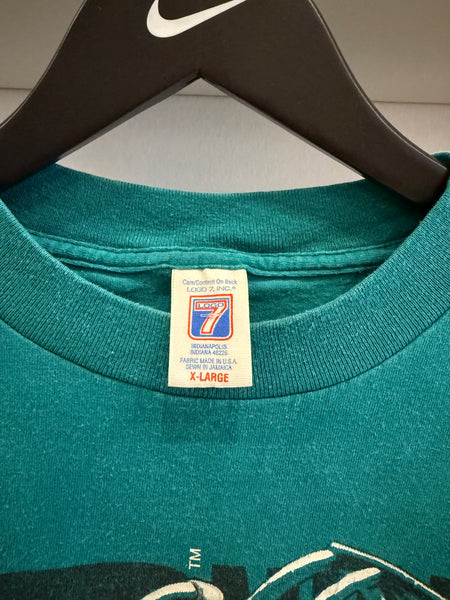 Care/Content On Back
LOGO 7, INC.®
LOGO
7
INDIANAPOLIS
INDIANA 46226
FABRIC MADE IN U.S.A.
SEWN IN JAMAICA
X-LARGE
TM